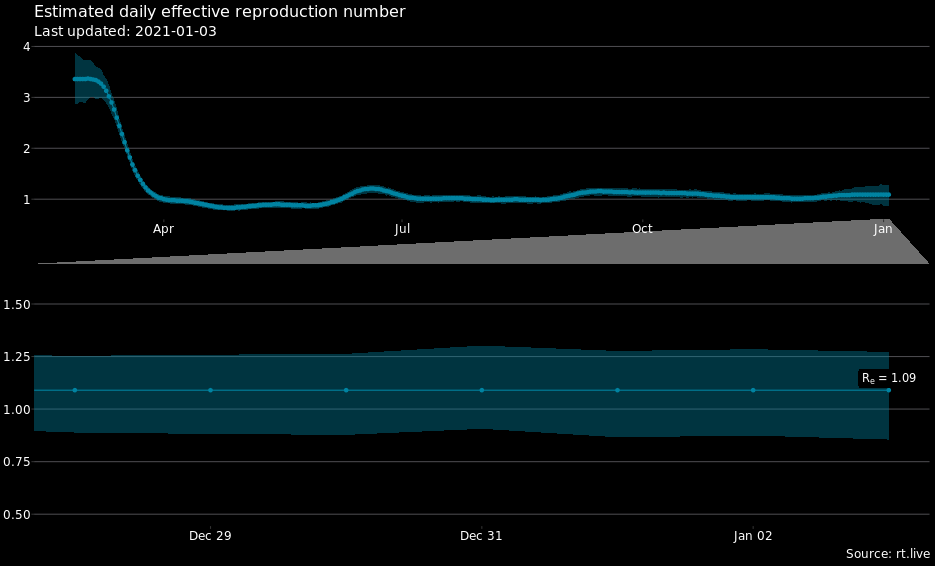 Estimated daily effective reproduction number
Last updated: 2021-01-03
4
3
2
1
Apr Jul Oct Jan
1.50
1.25
Re = 1.09
1.00
0.75
0.50
Dec 29 Dec 31 Jan 02
Source: rt.live